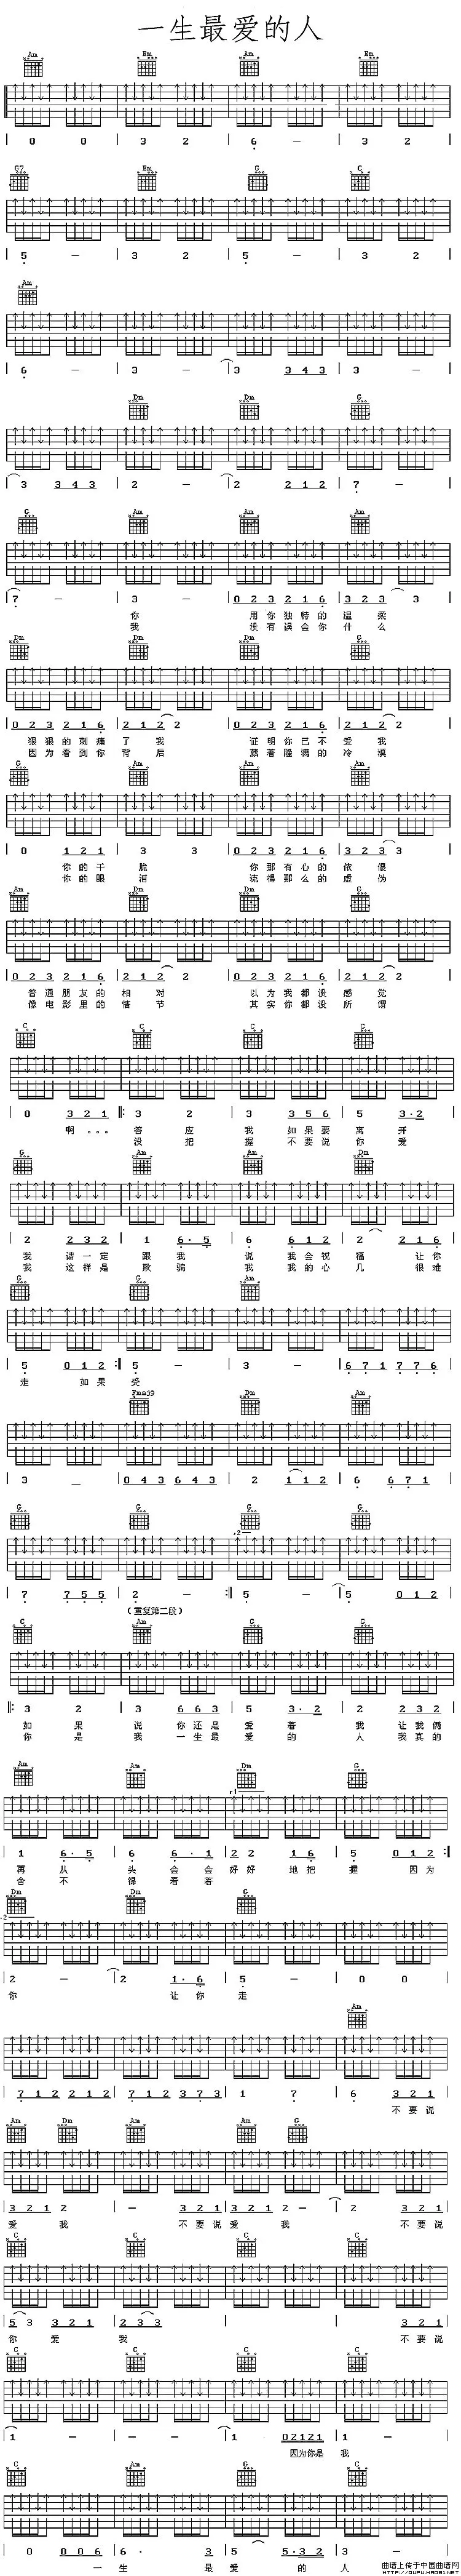 一生最爱的人
Am Em Am Em
0 0 3 2 6 – 3 2
G7 Em G C
5 – 3 2 5 – 3 2
Am
6 – 3 – 3 3 4 3 3 –
Dm Dm G
3 3 4 3 2 – 2 2 1 2 7 –
G Am Am Am
7 – 3 – 0 2 3 2 1 6 3 2 3 3
你 用你独特的温柔
我 没有误会你什么
Dm Dm Dm G
0 2 3 2 1 6 2 1 2 2 0 2 3 2 1 6 2 1 2 2
狠狠的刺痛了我 证明你已不爱我
因为看到你背后 藏着隆满的冷漠
G Am Am Am
0 1 2 1 3 3 0 2 3 2 1 6 3 2 3 3
你的干脆 你那有心的依偎
你的眼泪 流得那么的虚伪
Am Dm Dm Dm
0 2 3 2 1 6 2 1 2 2 0 2 3 2 1 6 2 1 2 2
普通朋友的相对 以为我都没感觉
像电影里的情节 其实你都没所谓
C C C G
0 3 2 1 3 2 3 3 5 6 5 3·2
啊。。。答应我如果要离开
没把握不要说你爱
G Am Am Dm
2 2 3 2 1 6·5 6 6 1 2 2 2 1 6
我请一定跟我说我会祝福让你
我这样是欺骗我我的心几很难
G G Am
5 0 1 2 5 – 3 – 6 7 1 7 7 6
走如果受
Fmaj9 Dm Am
3 – 0 4 3 6 4 3 2 1 1 2 6 6 7 1
G G G G
.2
7 7 5 5 2 – 5 – 5 0 1 2
(重复第二段)
C Am G G
3 2 3 6 6 3 5 3·2 2 2 3 2
如果说你还是爱着我让我俩
你是我一生最爱的人我真的
Am Am Dm G
r1
1 6·5 6 6·1 2 2 1 6 5 0 1 2
再从头会会好好地把握因为
舍不得看着
Dm Dm G
.2
2 – 2 1·6 5 – 0 0
你 让你走
Am
7 1 2 2 1 2 7 1 2 3 7 3 1 7 6 3 2 1
不要说
Am Dm Am Am G
3 2 1 2 – 3 2 1 3 2 1 2 – 2 3 2 1
爱我 不要说爱我 不要说
C C C C
5 3 3 2 1 2 3 3 3 2 1
你爱我 不要说
C C C C
1 – – – 1 · 0 2 1 2 1 1 –
因为你是我
C Am G C
0 0 0 6 6 · 3 5 5·3 2 1 –
一生最爱的人
曲谱上传于中国曲谱网
HTTP://QUPU.HAO81.NET